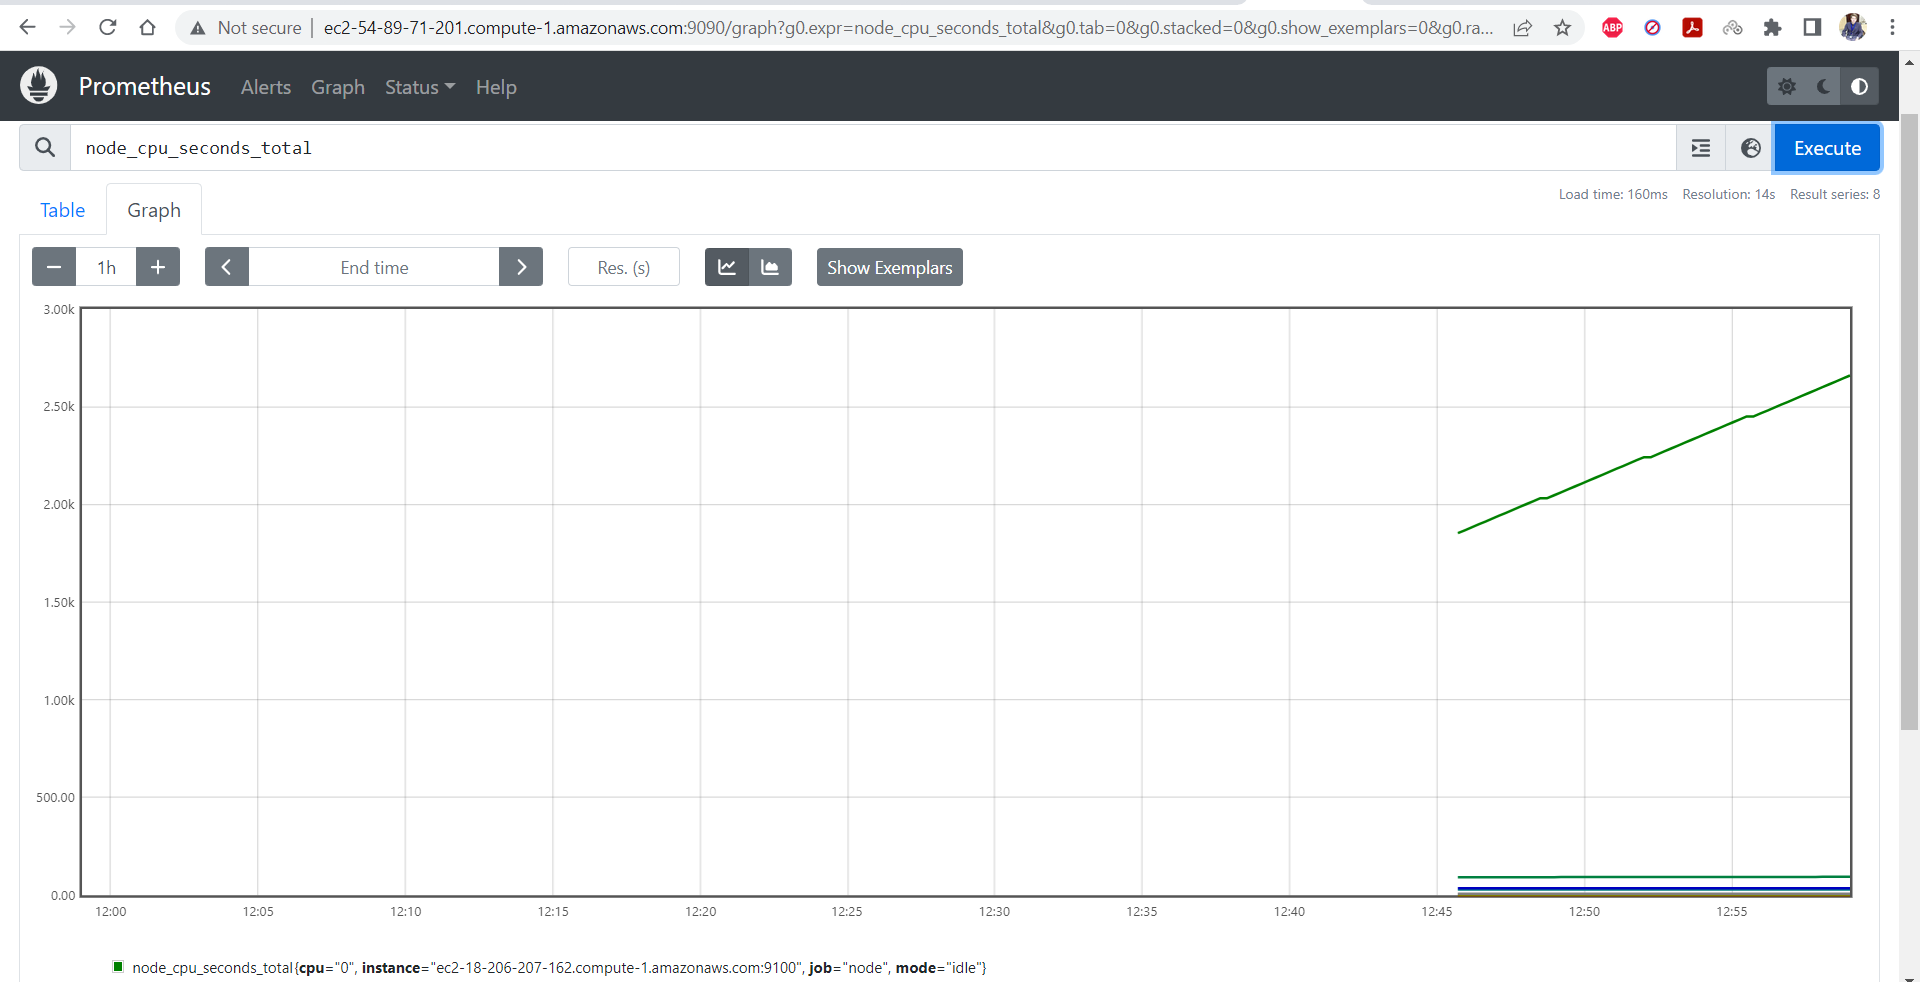 Not secure | ec2-54-89-71-201.compute-1.amazonaws.com:9090/graph?g0.expr=node_cpu_seconds_total&g0.tab=0&g0.stacked=0&g0.show_exemplars=0&g0.ra...
ABP
Prometheus Alerts Graph Status Help
node_cpu_seconds_total
Execute
Load time: 160ms Resolution: 14s Result series: 8
Table Graph
1h End time Res. (s) Show Exemplars
3.00k
2.50k
2.00k
1.50k
1.00k
500.00
0.00
12:00 12:05 12:10 12:15 12:20 12:25 12:30 12:35 12:40 12:45 12:50 12:55
node_cpu_seconds_total{cpu="0", instance="ec2-18-206-207-162.compute-1.amazonaws.com:9100", job="node", mode="idle"}